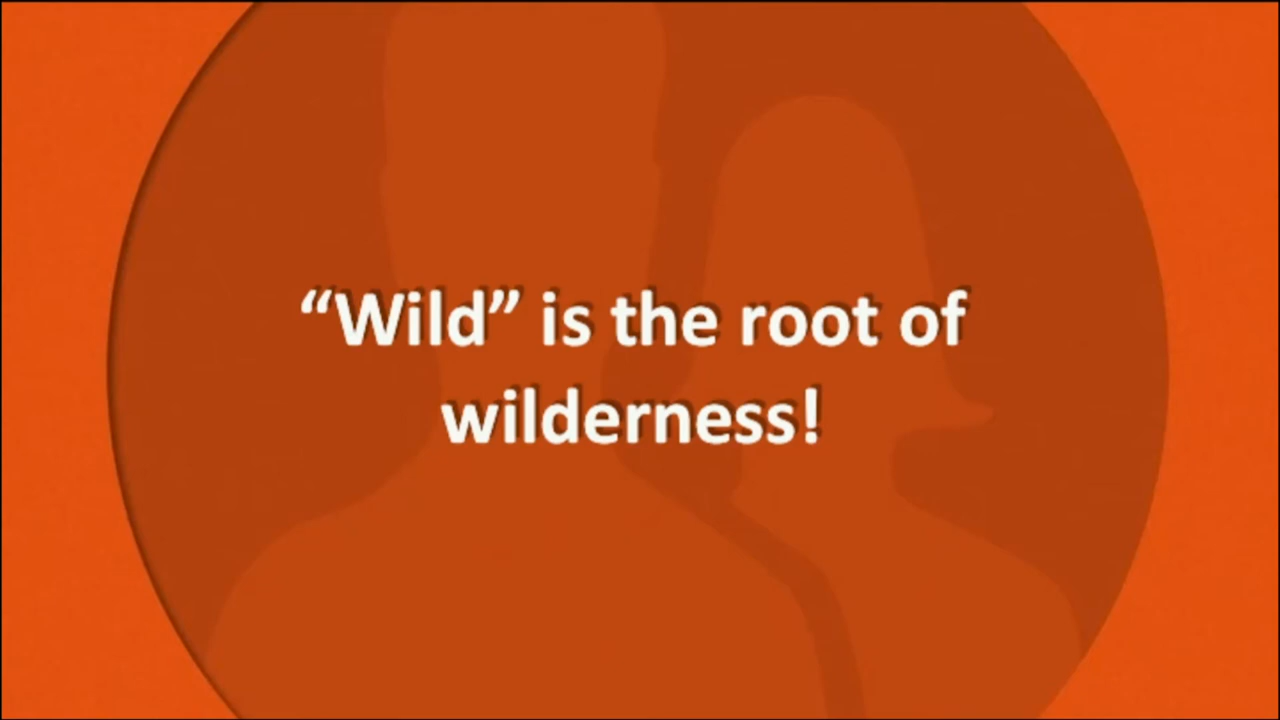 “Wild” is the root of
wilderness!